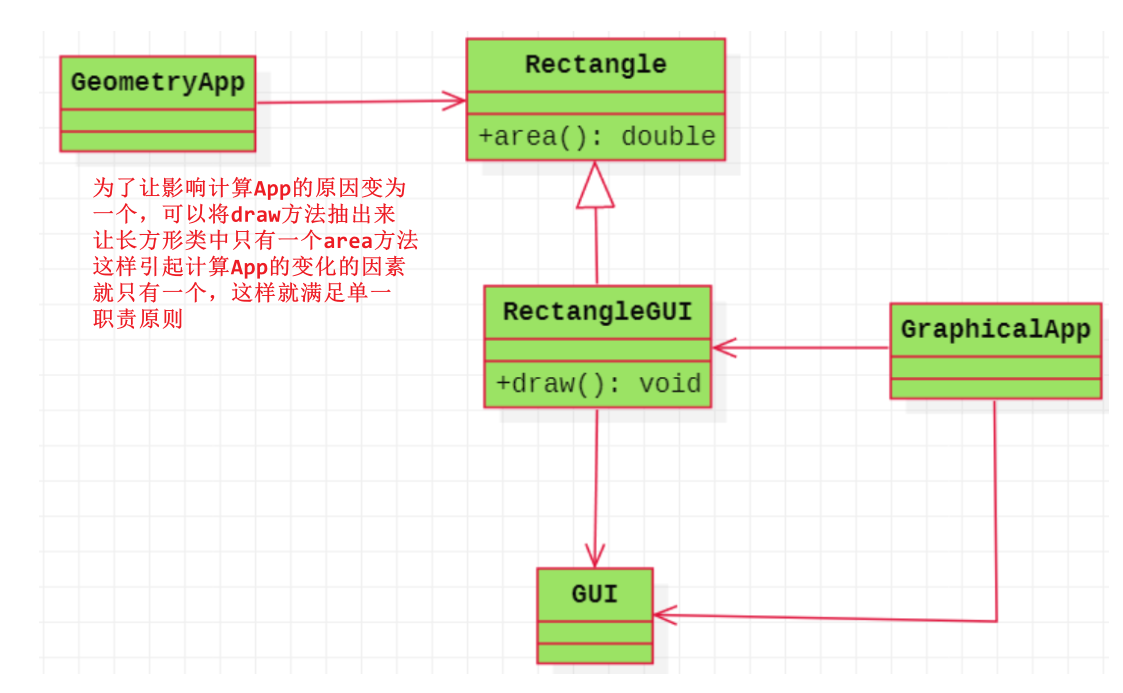 GeometryApp
Rectangle
+area(): double
为了让影响计算App的原因变为
一个，可以将draw方法抽出来
让长方形类中只有一个area方法
这样引起计算App的变化的因素
就只有一个，这样就满足单一
职责原则
RectangleGUI
+draw(): void
GraphicalApp
GUI